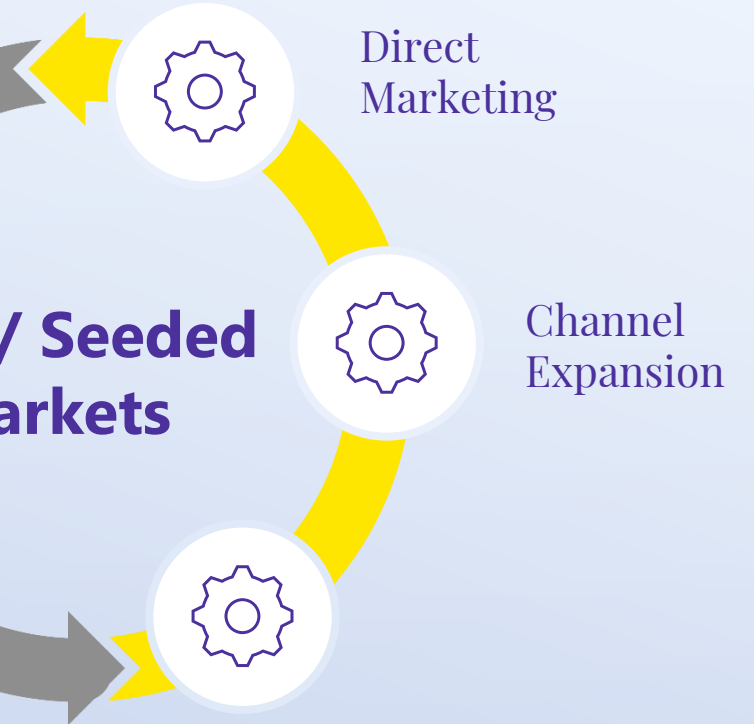 Direct
Marketing
/ Seeded
arkets
Channel
Expansion